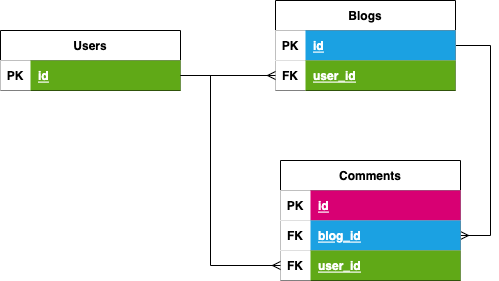 Users
PK id
Blogs
PK id
FK user_id
Comments
PK id
FK blog_id
FK user_id